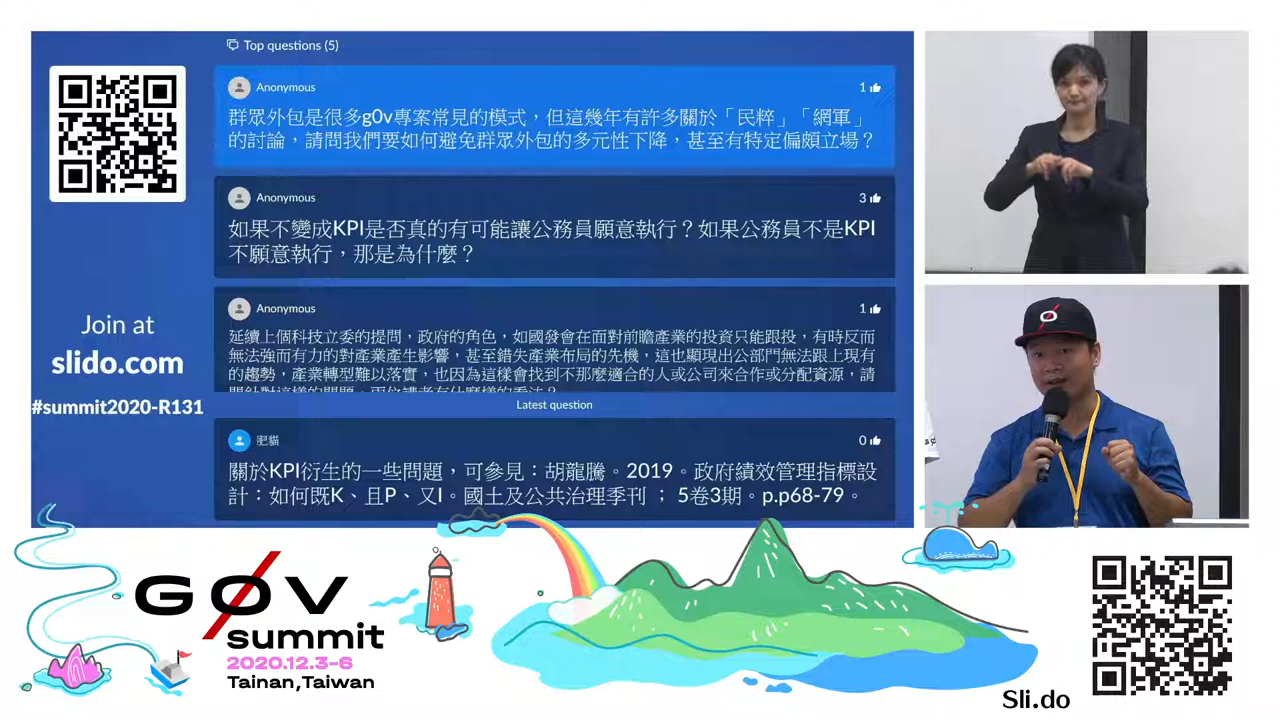 Top questions (5)
Anonymous
1
群眾外包是很多g0v專案常見的模式，但這幾年有許多關於「民粹」「網軍」
的討論，請問我們要如何避免群眾外包的多元性下降，甚至有特定偏頗立場？
Anonymous
3
如果不變成KPI是否真的有可能讓公務員願意執行？如果公務員不是KPI
不願意執行，那是為什麼？
Anonymous
1
延續上個科技立委的提問，政府的角色，如國發會在面對前瞻產業的投資只能跟投，有時反而
無法強而有力的對產業產生影響，甚至錯失產業布局的先機，這也顯現出公部門無法跟上現有
的趨勢，產業轉型難以落實，也因為這樣會找到不那麼適合的人或公司來合作或分配資源，請
Latest question
肥貓
0
關於KPI衍生的一些問題，可參見：胡龍騰。2019。政府績效管理指標設
計：如何既K、且P、又I。國土及公共治理季刊 ； 5卷3期。p.p68-79。
Join at
slido.com
#summit2020-R131
GØV
summit
2020.12.3-6
Tainan,Taiwan
Sli.do